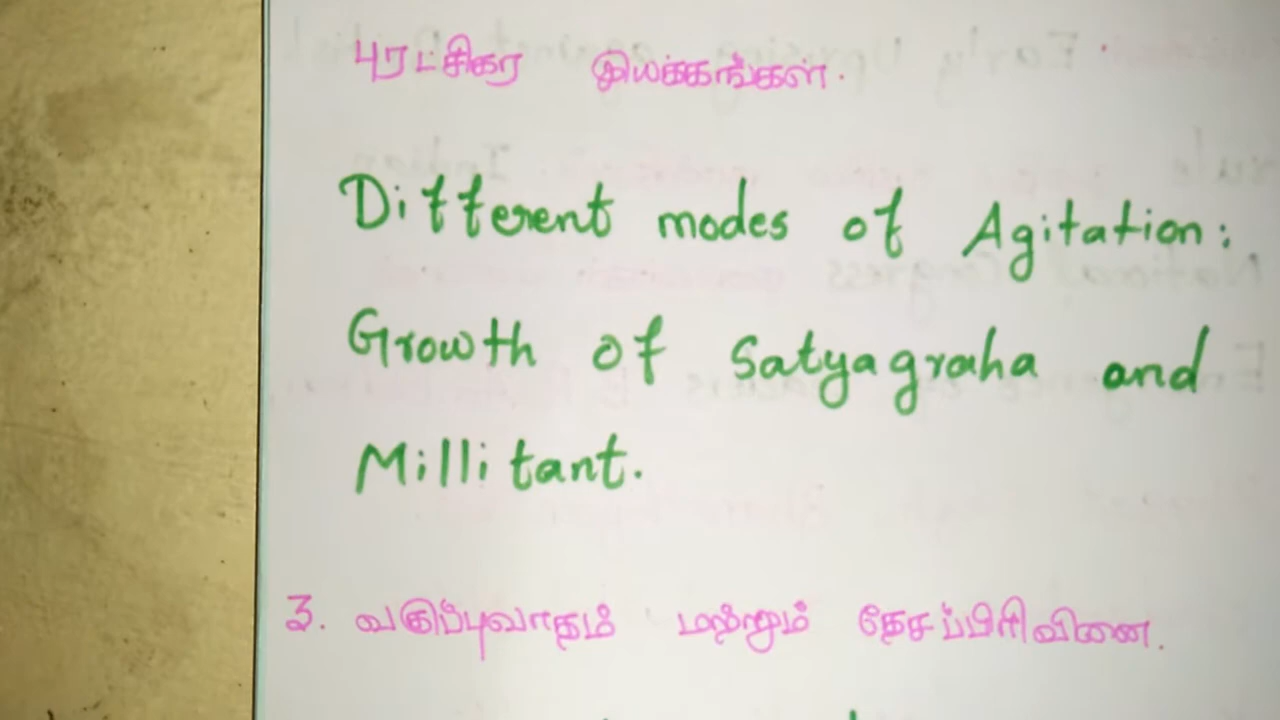 புரட்சிகர இயக்கங்கள்.
Different modes of Agitation:
Growth of Satyagraha and
Millitant.
3. வகுப்புவாதம் மற்றும் தேசப்பிரிவினை.